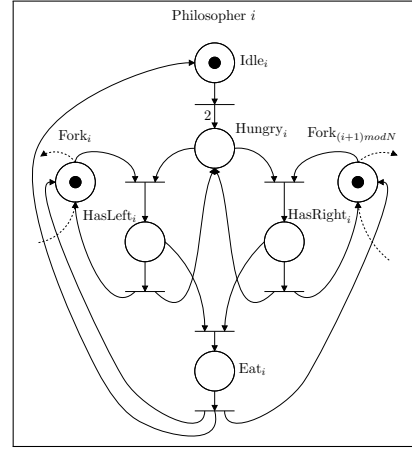 Philosopher i
Idle_i
2
Hungry_i
Fork_i
Fork_(i+1)modN
HasLeft_i
HasRight_i
Eat_i